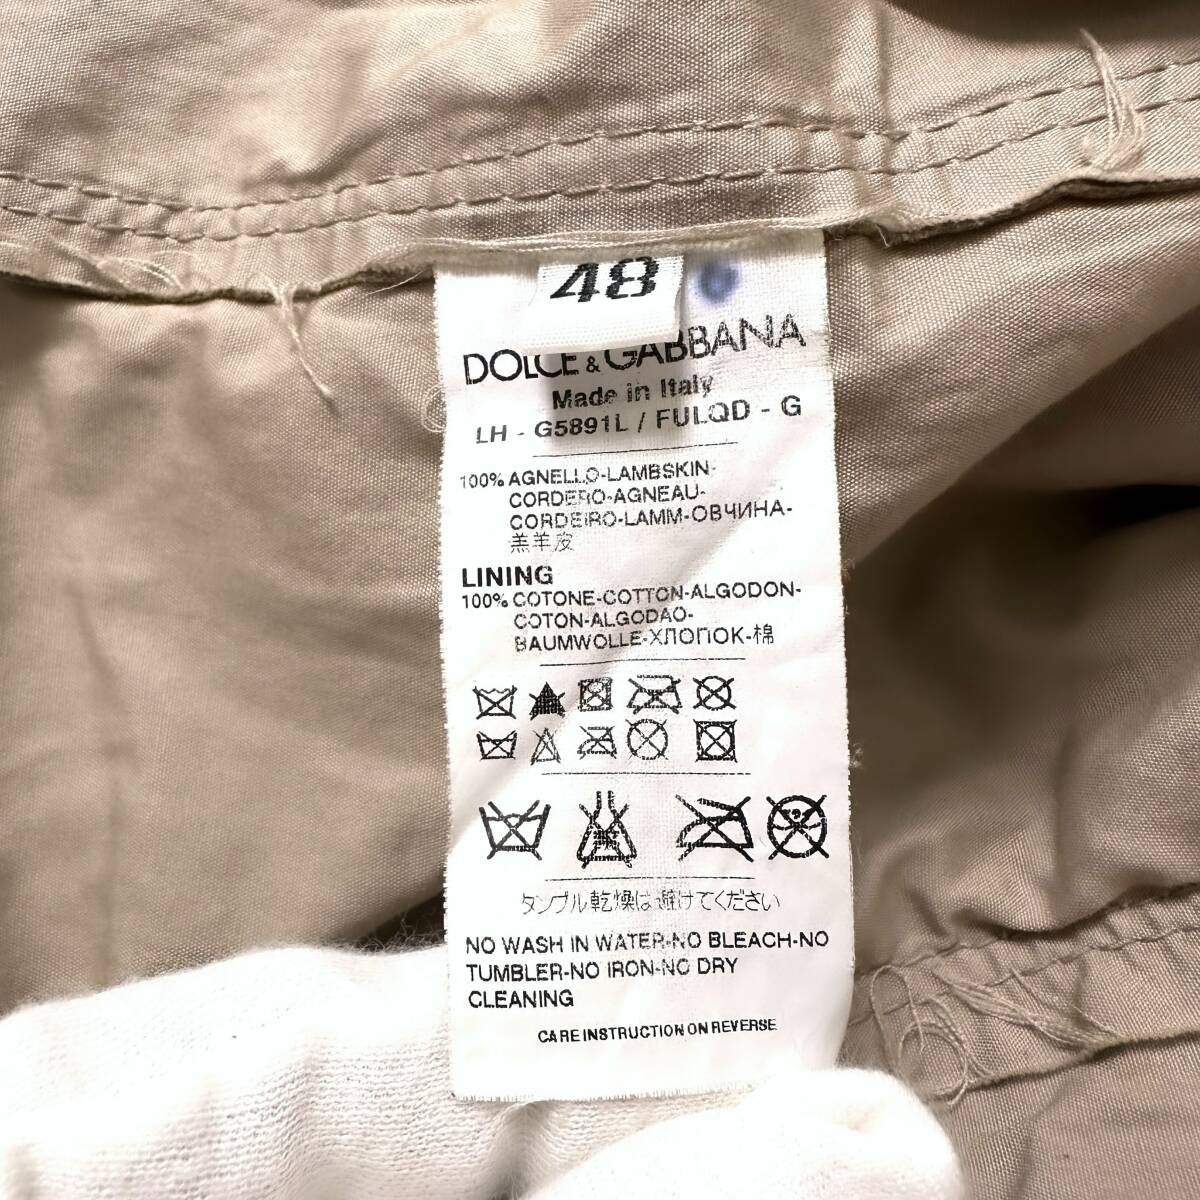 48
DOLCE & GABBANA
Made in Italy
LH - G5891L / FULQD - G
100% AGNELLO-LAMBSKIN-
CORDERO-AGNEAU-
CORDEIRO-LAMM-ОВЧИНА-
羔羊皮
LINING
100% COTONE-COTTON-ALGODON-
COTON-ALGODAO-
BAUMWOLLE-ХЛОПОК-棉
タンブル乾燥は避けてください
NO WASH IN WATER-NO BLEACH-NO
TUMBLER-NO IRON-NO DRY
CLEANING
CARE INSTRUCTION ON REVERSE